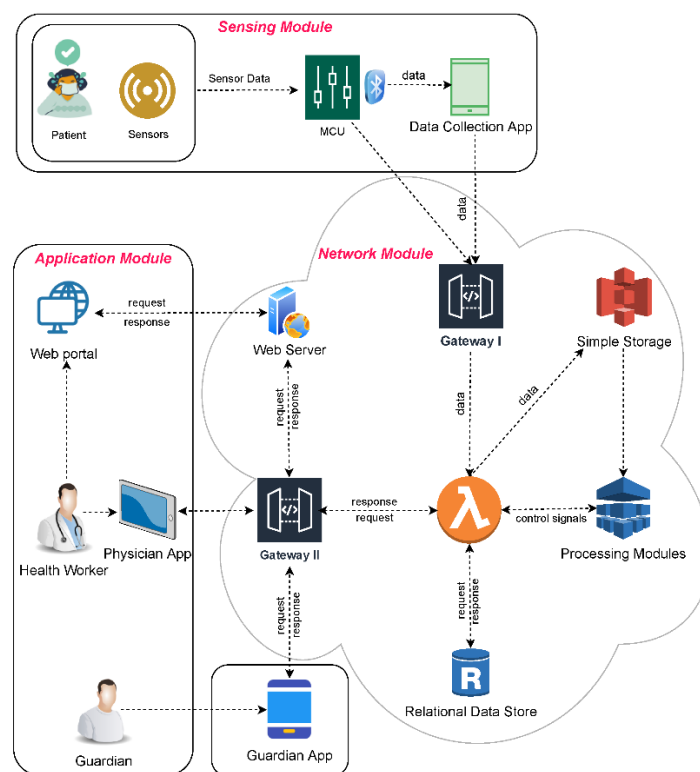 Sensing Module
Patient
Sensors
Sensor Data
MCU
data
Data Collection App
data
Application Module
Network Module
Web portal
request
response
Web Server
Gateway I
Simple Storage
request
response
data
data
Health Worker
Physician App
Gateway II
response
request
λ
control signals
Processing Modules
request
response
request
response
R
Relational Data Store
Guardian
Guardian App